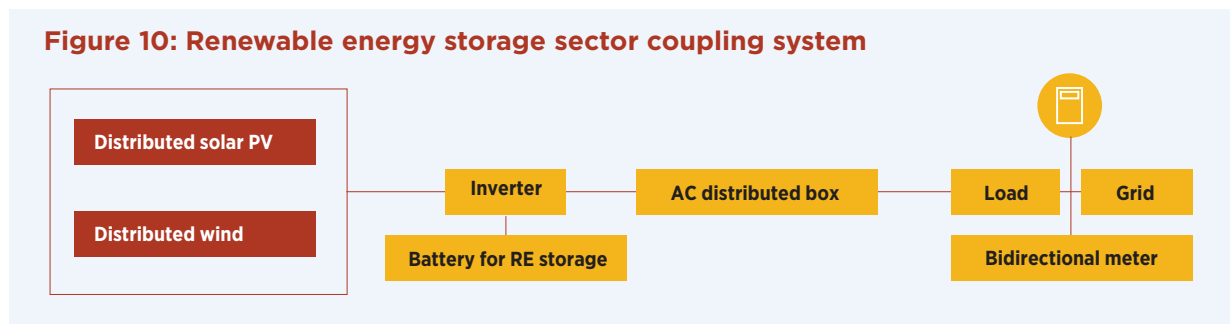 Figure 10: Renewable energy storage sector coupling system
Distributed solar PV
Distributed wind
Inverter
Battery for RE storage
AC distributed box
Load
Grid
Bidirectional meter